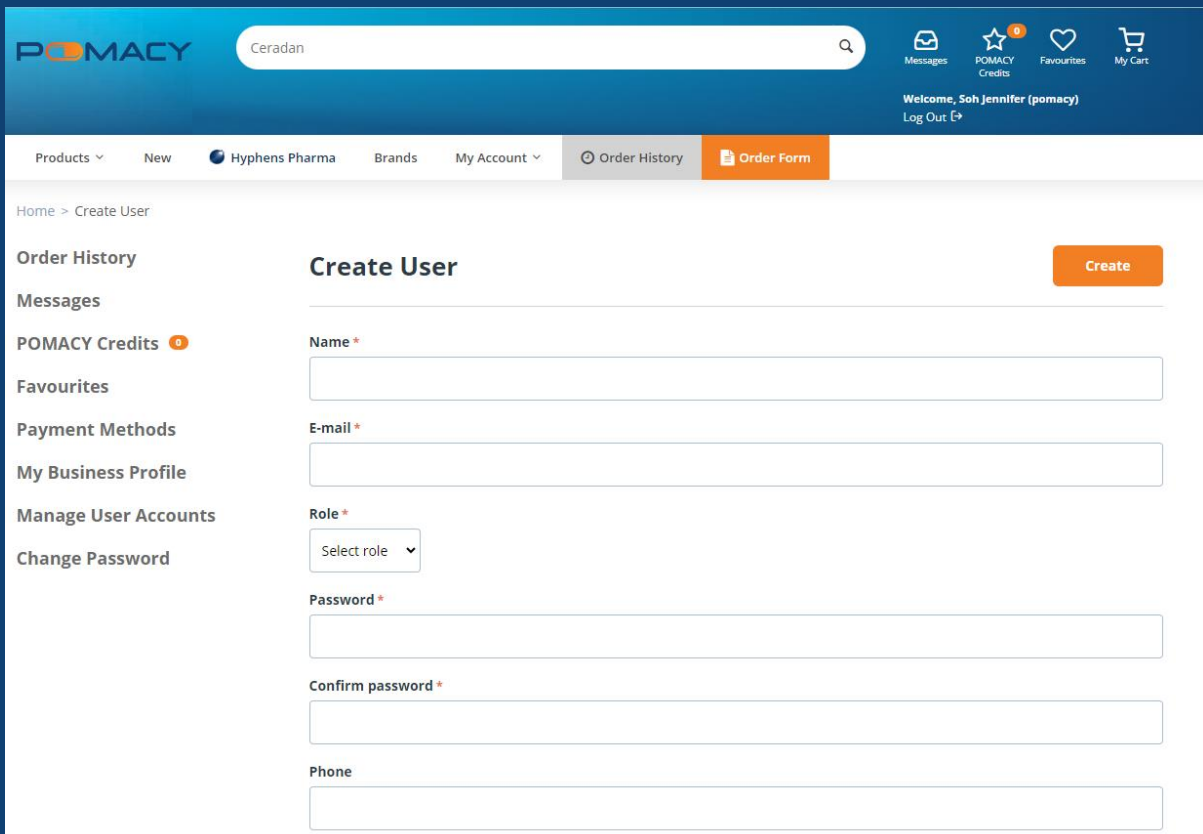 POMACY
Ceradan
Messages
POMACY Credits
0
Favourites
My Cart
Welcome, Soh Jennifer (pomacy)
Log Out
Products
New
Hyphens Pharma
Brands
My Account
Order History
Order Form
Home > Create User
Order History
Messages
POMACY Credits 0
Favourites
Payment Methods
My Business Profile
Manage User Accounts
Change Password
Create User
Create
Name *
E-mail *
Role *
Select role
Password *
Confirm password *
Phone